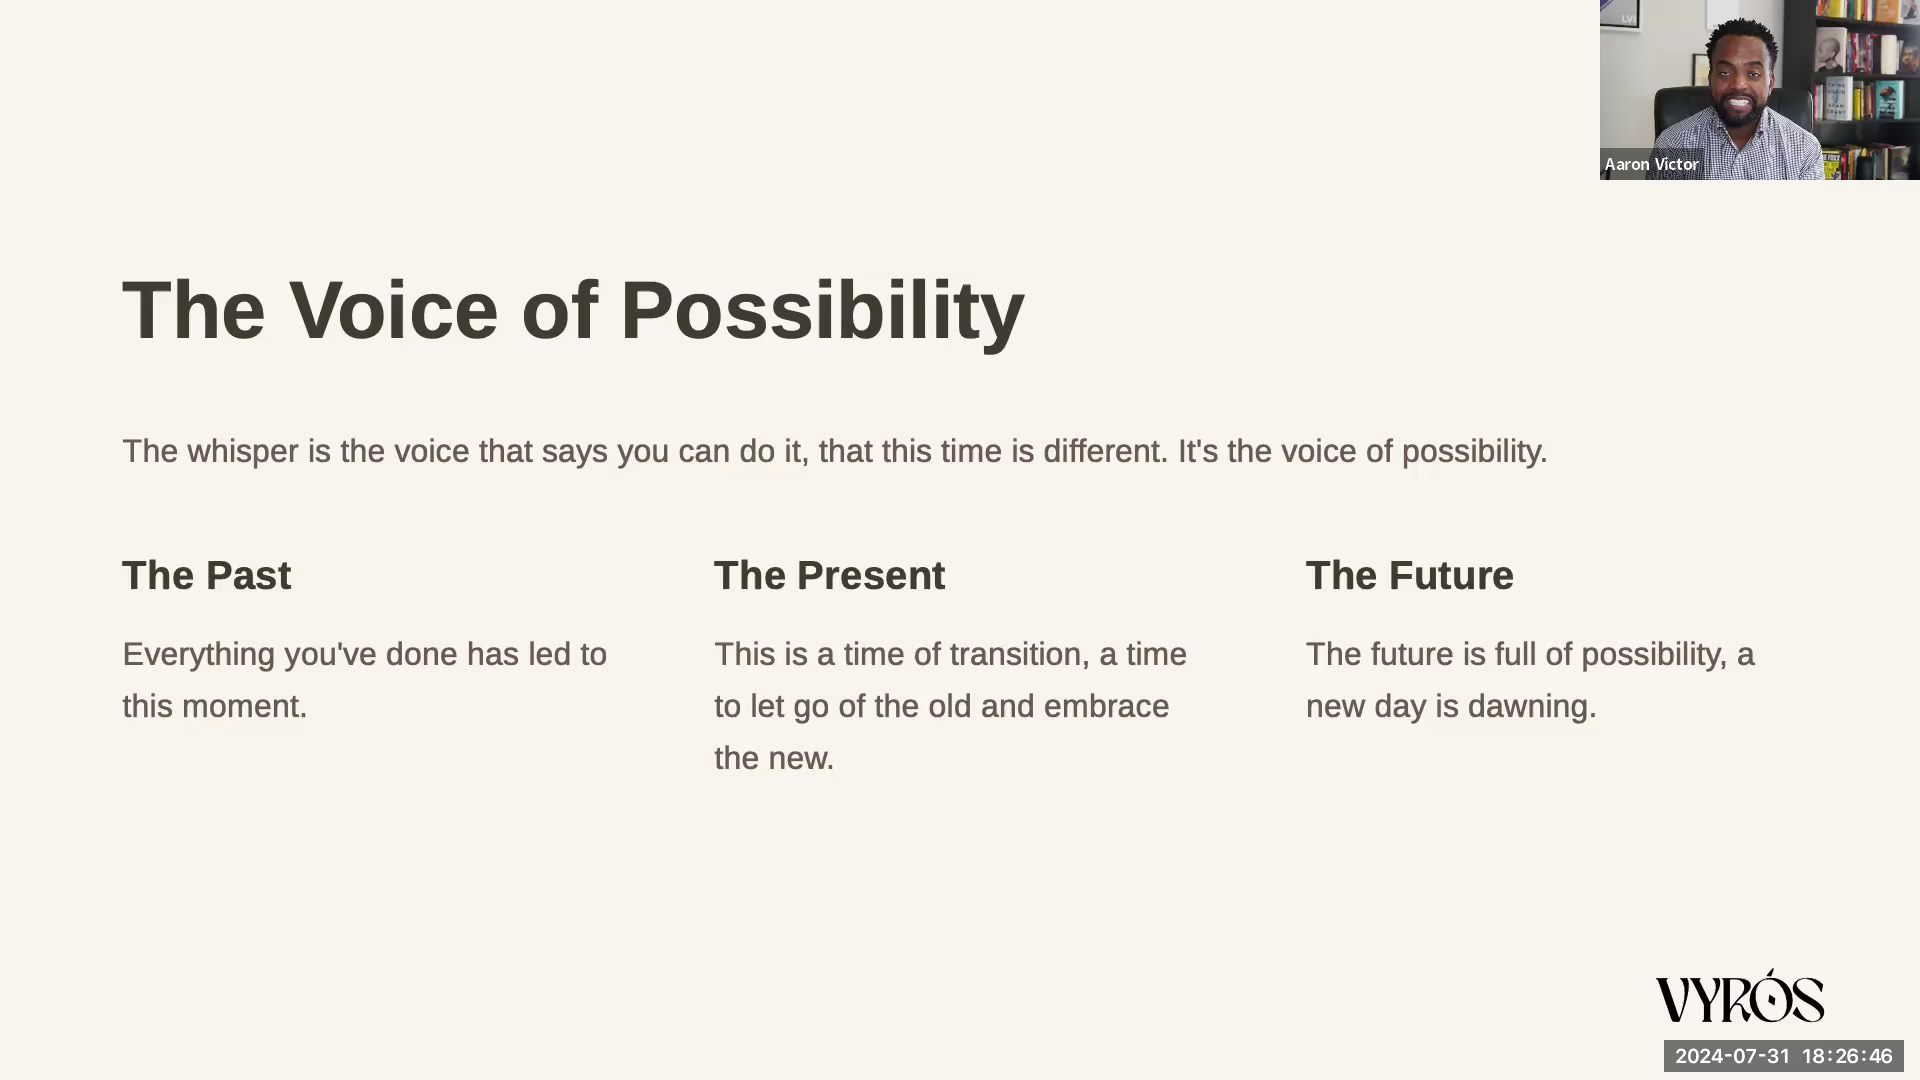 LVL
Aaron Victor
The Voice of Possibility
The whisper is the voice that says you can do it, that this time is different. It's the voice of possibility.
The Past
Everything you've done has led to
this moment.
The Present
This is a time of transition, a time
to let go of the old and embrace
the new.
The Future
The future is full of possibility, a
new day is dawning.
VYRÓS
2024-07-31 18:26:46